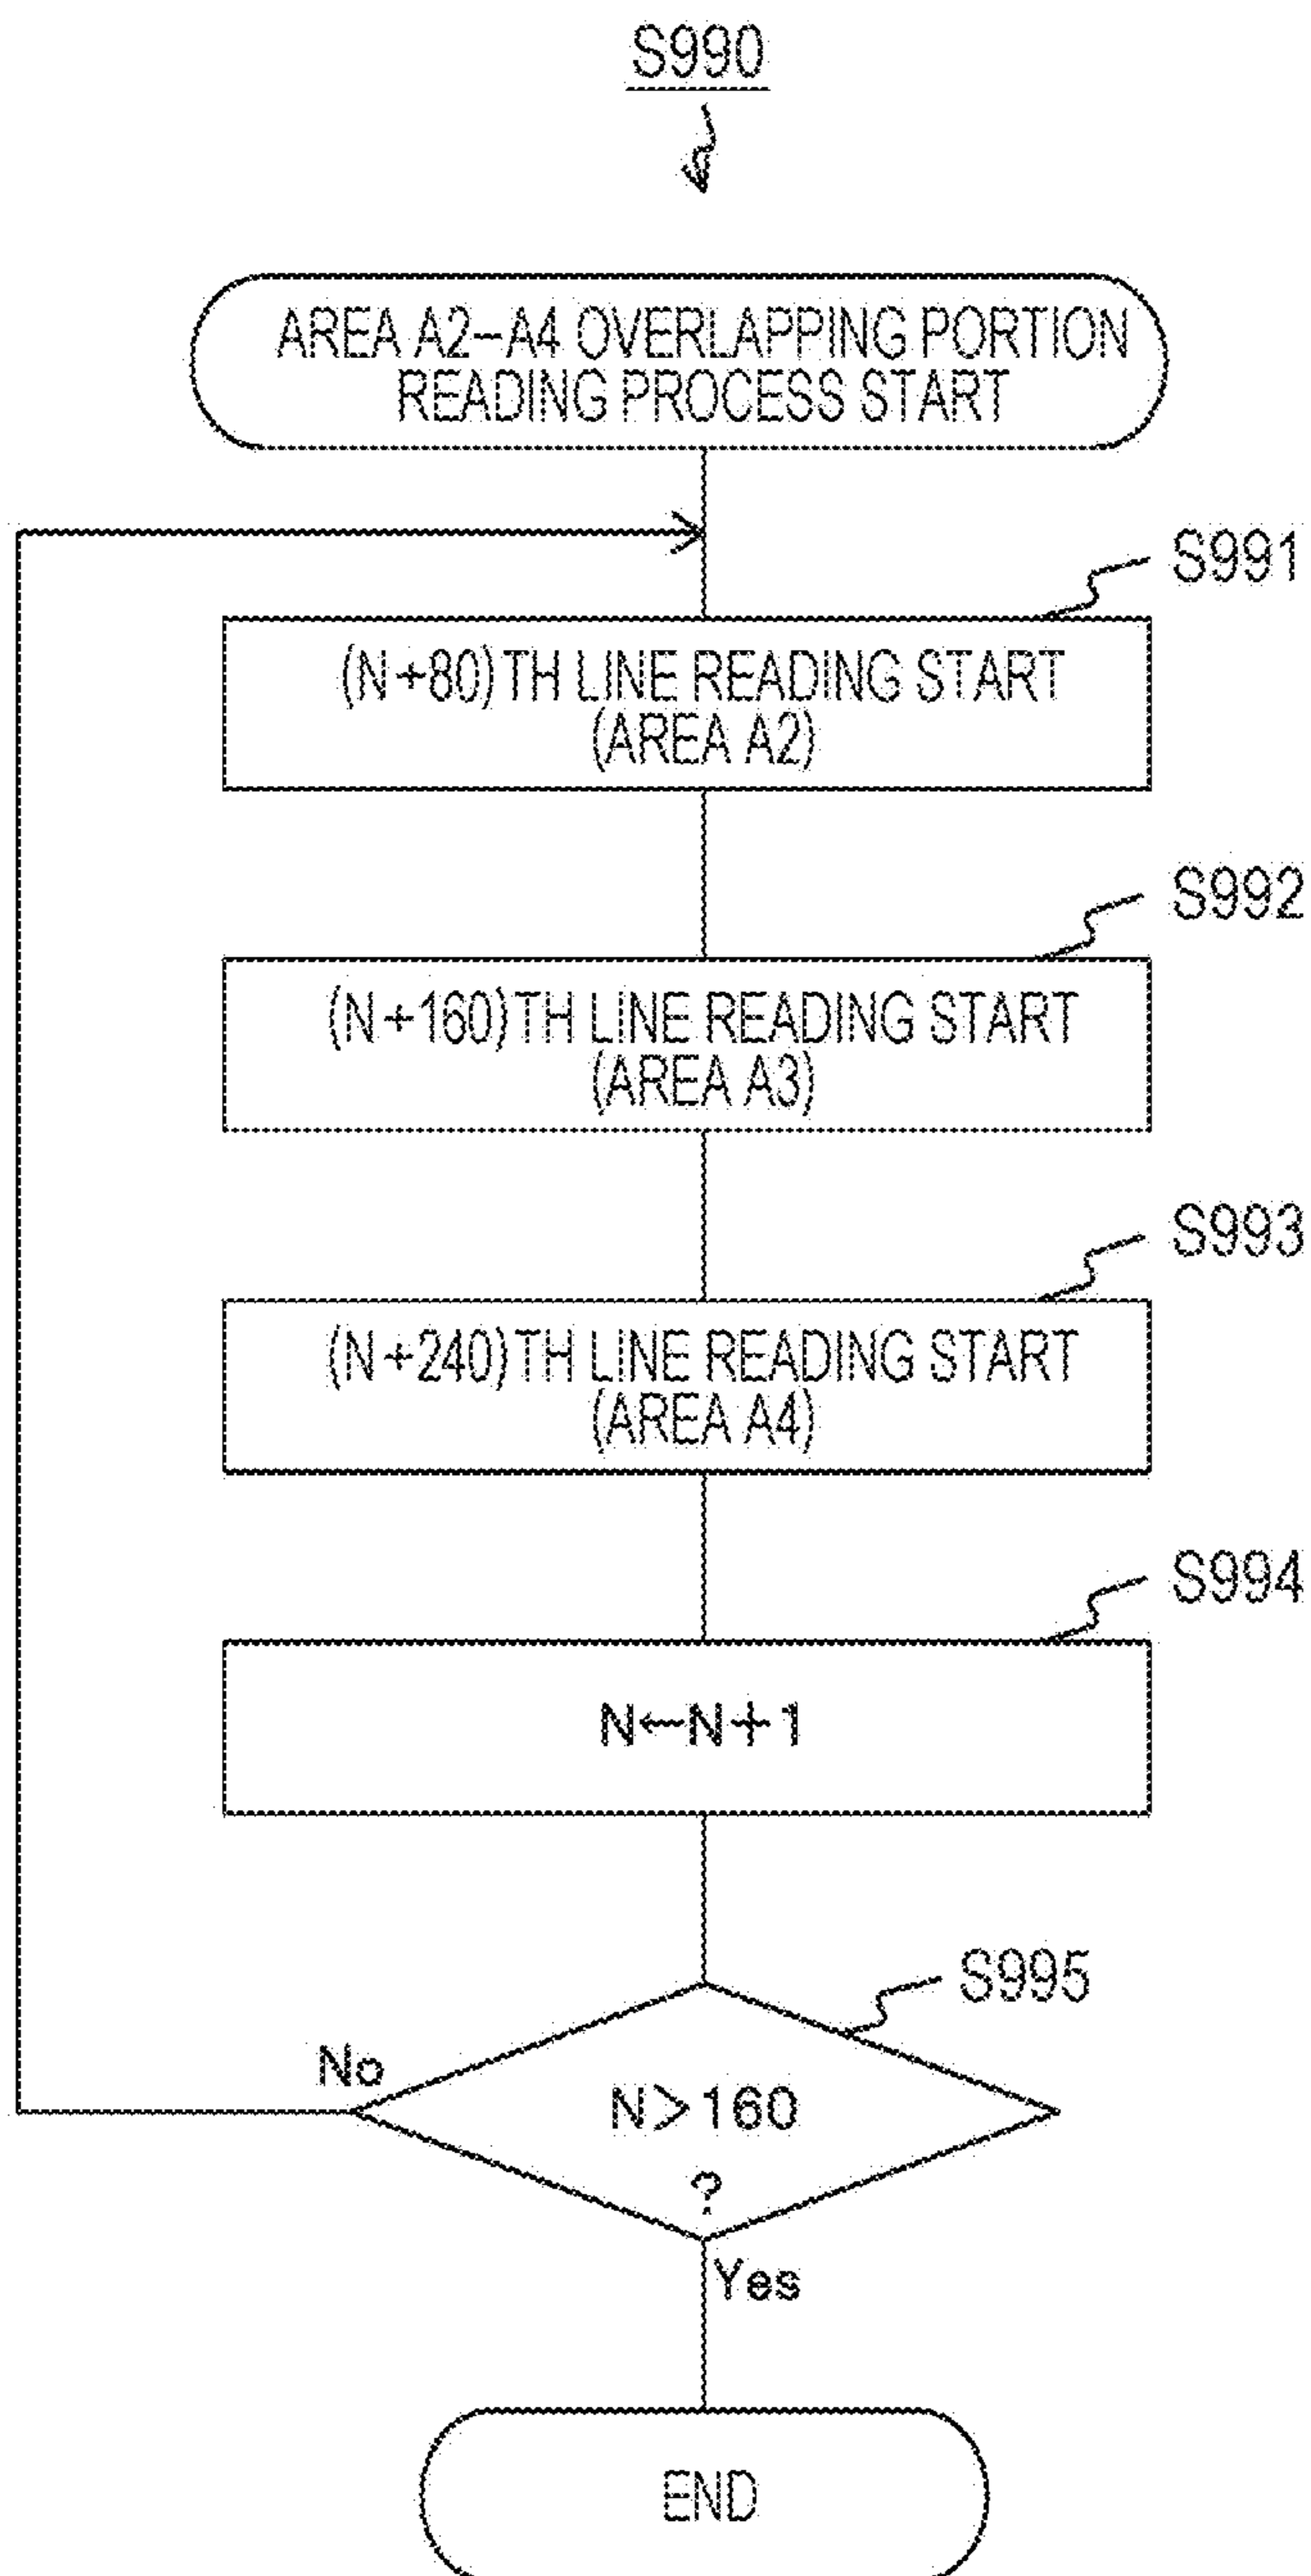 S990
AREA A2-A4 OVERLAPPING PORTION
READING PROCESS START
S991
(N+80)TH LINE READING START
(AREA A2)
S992
(N+160)TH LINE READING START
(AREA A3)
S993
(N+240)TH LINE READING START
(AREA A4)
S994
N←N+1
S995
No
N>160
?
Yes
END